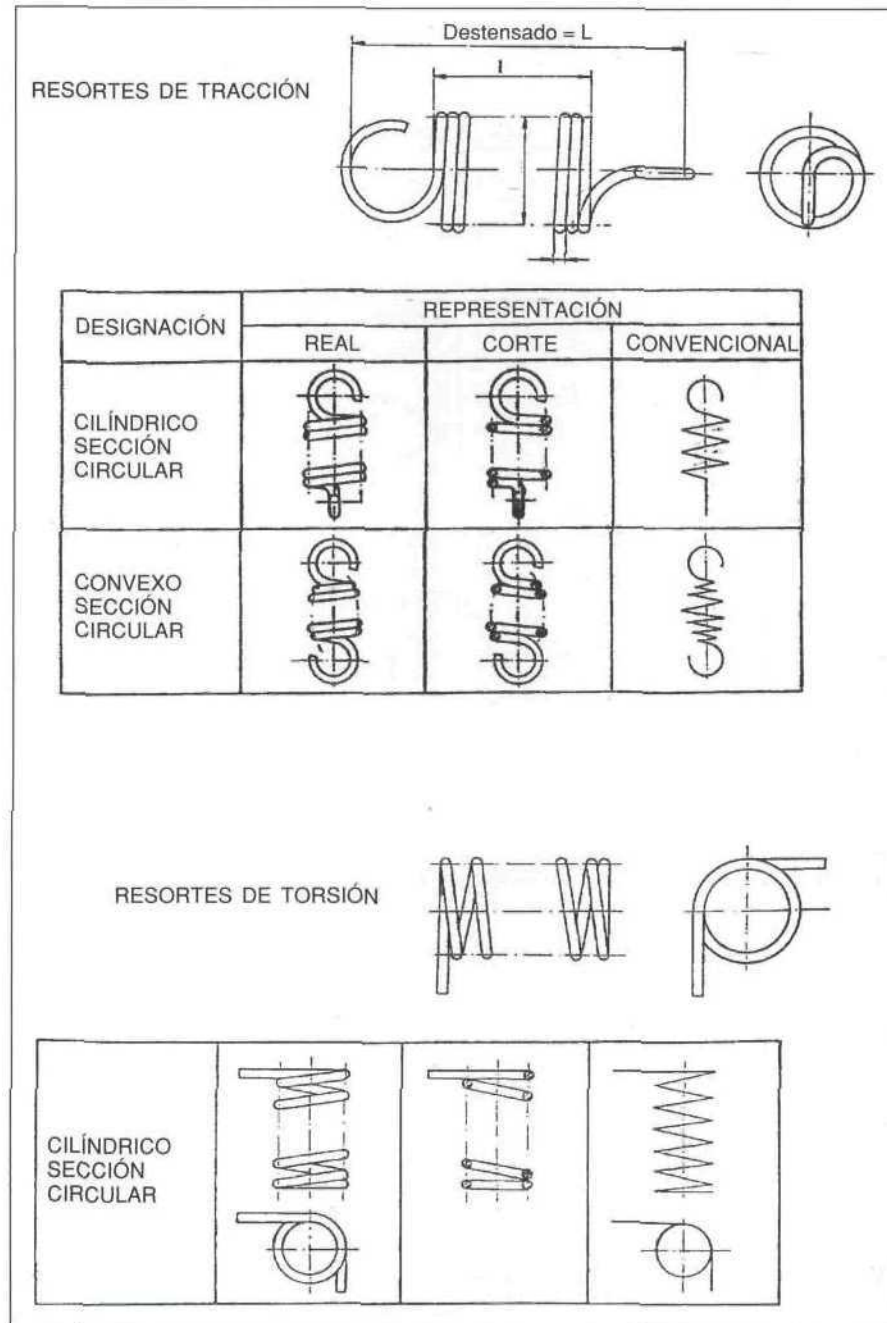 Destensado = L
l
RESORTES DE TRACCIÓN
DESIGNACIÓN
REPRESENTACIÓN
REAL
CORTE
CONVENCIONAL
CILÍNDRICO
SECCIÓN
CIRCULAR
CONVEXO
SECCIÓN
CIRCULAR
RESORTES DE TORSIÓN
CILÍNDRICO
SECCIÓN
CIRCULAR